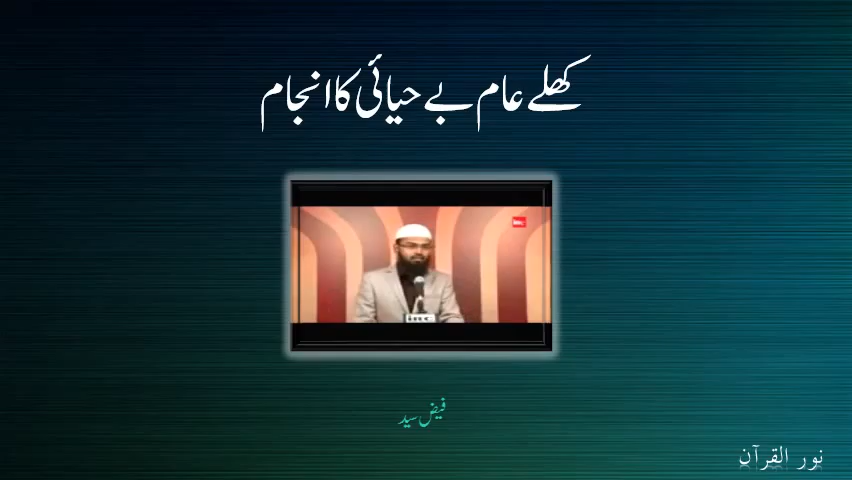 کھلے عام بے حیائی کا انجام
فیض سید
نور القرآن